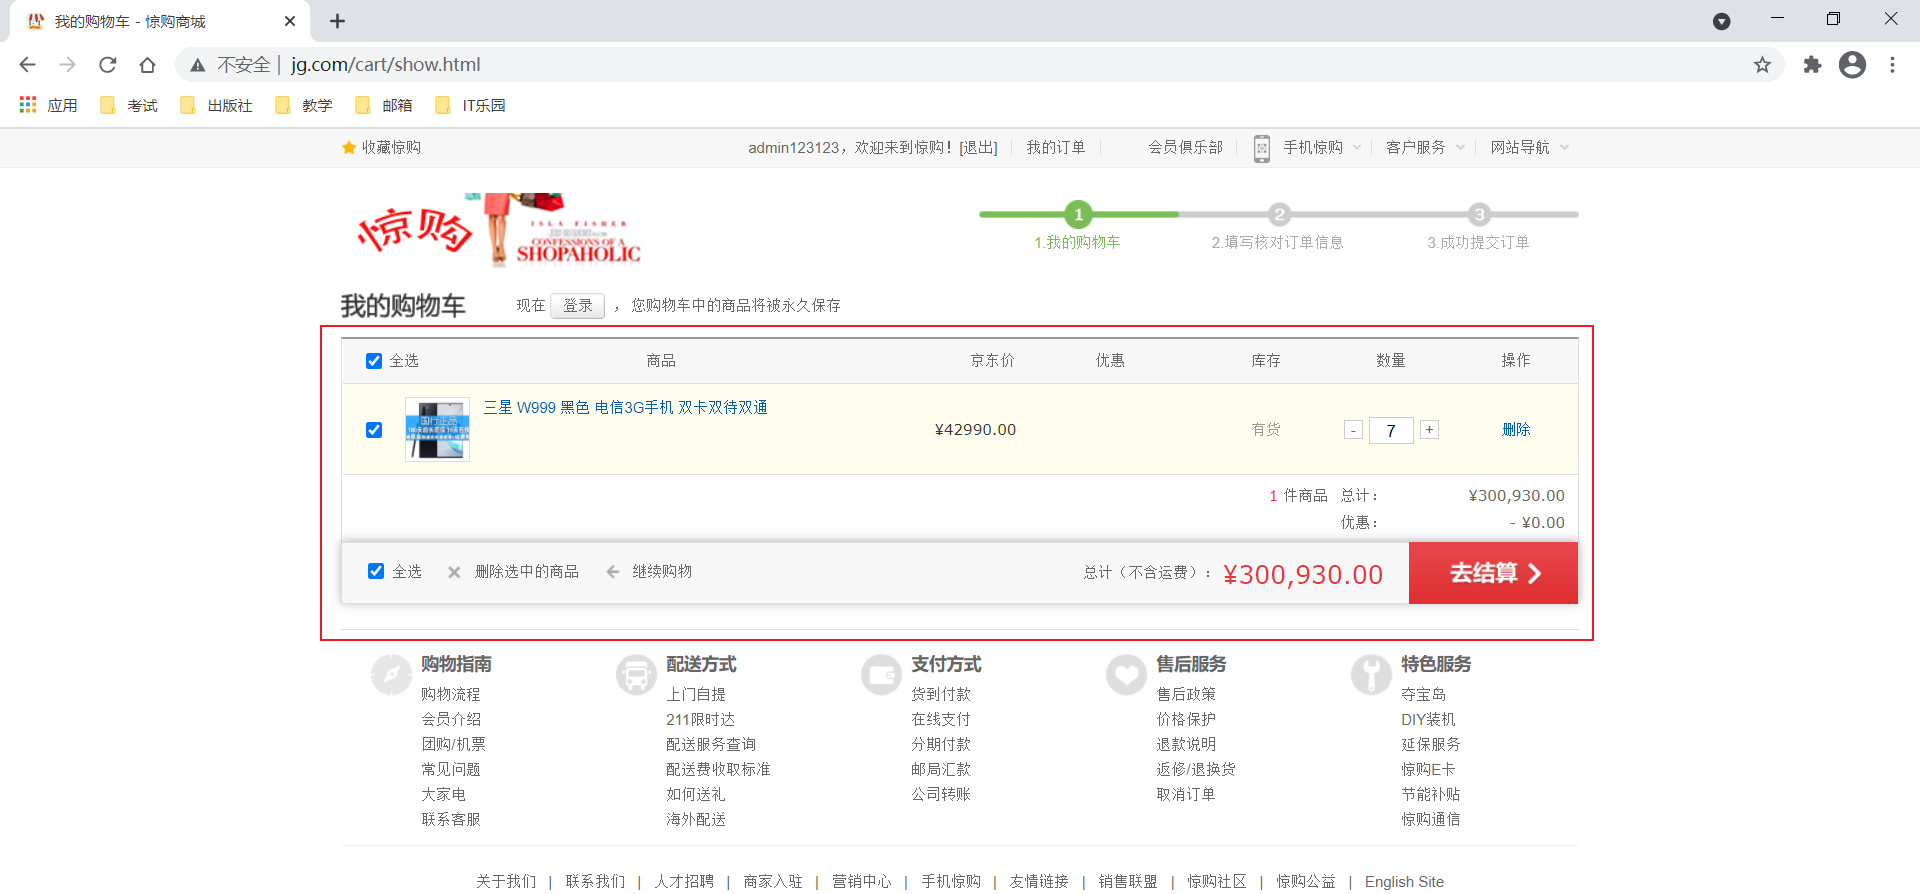 我的购物车 - 惊购商城
不安全 | jg.com/cart/show.html
应用 考试 出版社 教学 邮箱 IT乐园
收藏惊购 admin123123，欢迎来到惊购！[退出] 我的订单 会员俱乐部 手机惊购 客户服务 网站导航
惊购
ISLA FISHER
CONFESSIONS OF A
SHOPAHOLIC
1 2 3
1.我的购物车 2.填写核对订单信息 3.成功提交订单
我的购物车 现在 登录 ，您购物车中的商品将被永久保存
全选 商品 京东价 优惠 库存 数量 操作
国行正品
三星 W999 黑色 电信3G手机 双卡双待双通
¥42990.00 有货 - 7 + 删除
1 件商品 总计： ¥300,930.00
优惠： - ¥0.00
全选 删除选中的商品 继续购物 总计（不含运费）： ¥300,930.00 去结算
购物指南 配送方式 支付方式 售后服务 特色服务
购物流程 上门自提 货到付款 售后政策 夺宝岛
会员介绍 211限时达 在线支付 价格保护 DIY装机
团购/机票 配送服务查询 分期付款 退款说明 延保服务
常见问题 配送费收取标准 邮局汇款 返修/退换货 惊购E卡
大家电 如何送礼 公司转账 取消订单 节能补贴
联系客服 海外配送 惊购通信
关于我们 | 联系我们 | 人才招聘 | 商家入驻 | 营销中心 | 手机惊购 | 友情链接 | 销售联盟 | 惊购社区 | 惊购公益 | English Site